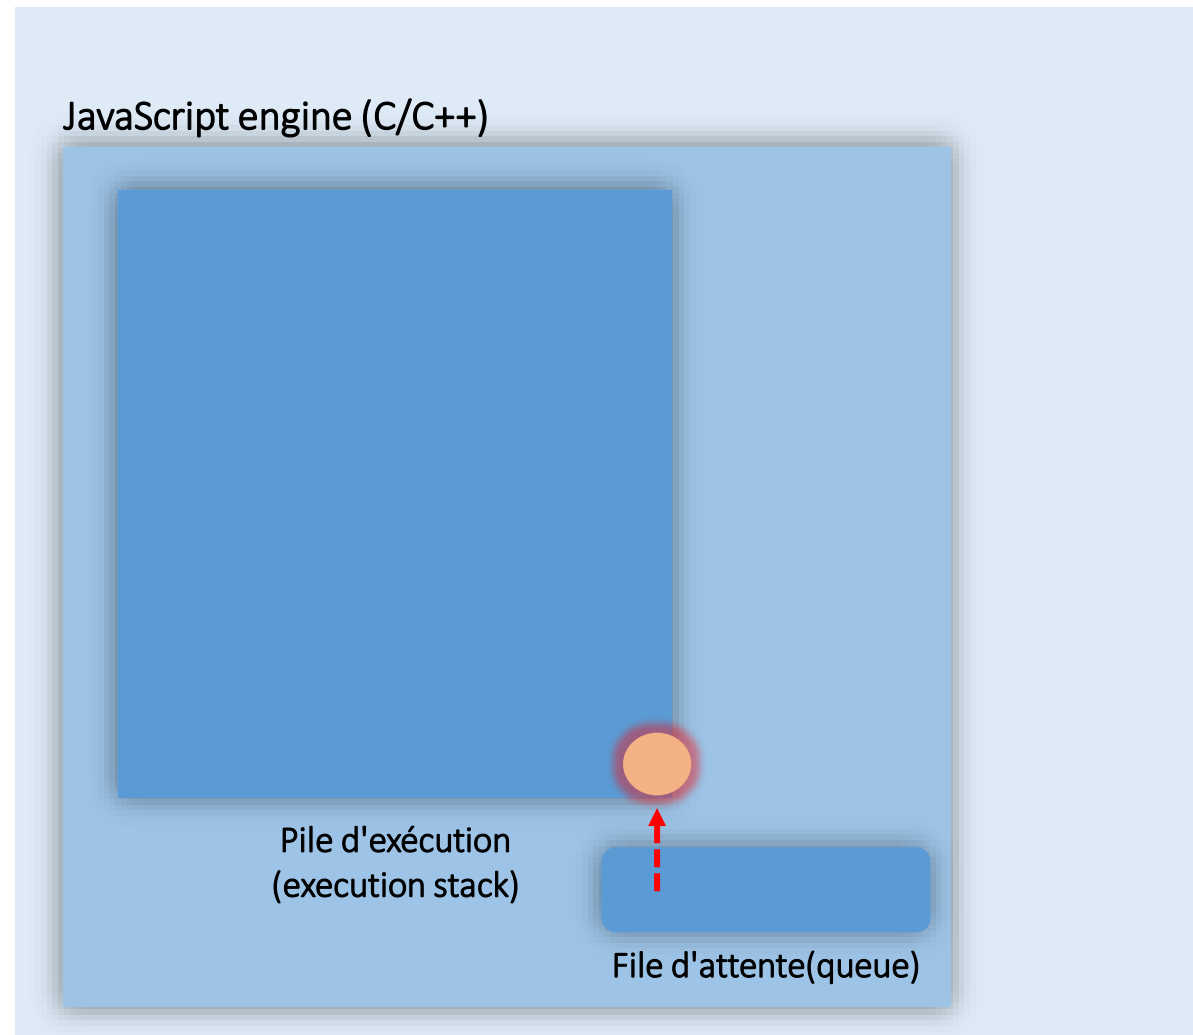 JavaScript engine (C/C++)
Pile d'exécution
(execution stack)
File d'attente(queue)